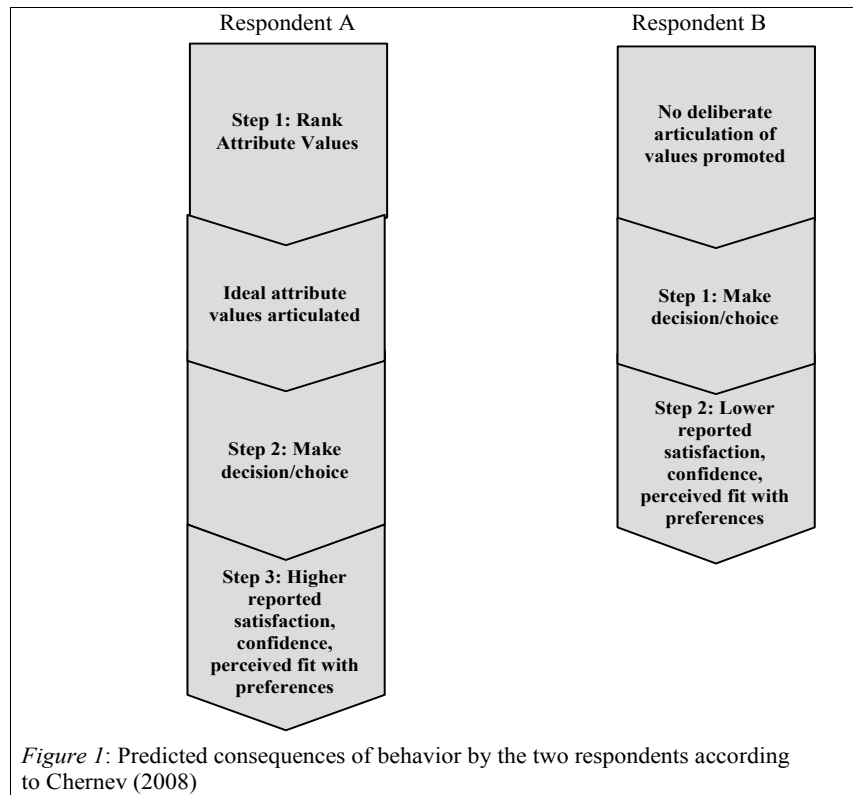 Respondent A
Step 1: Rank
Attribute Values
Ideal attribute
values articulated
Step 2: Make
decision/choice
Step 3: Higher
reported
satisfaction,
confidence,
perceived fit with
preferences
Respondent B
No deliberate
articulation of
values promoted
Step 1: Make
decision/choice
Step 2: Lower
reported
satisfaction,
confidence,
perceived fit with
preferences
Figure 1: Predicted consequences of behavior by the two respondents according
to Chernev (2008)